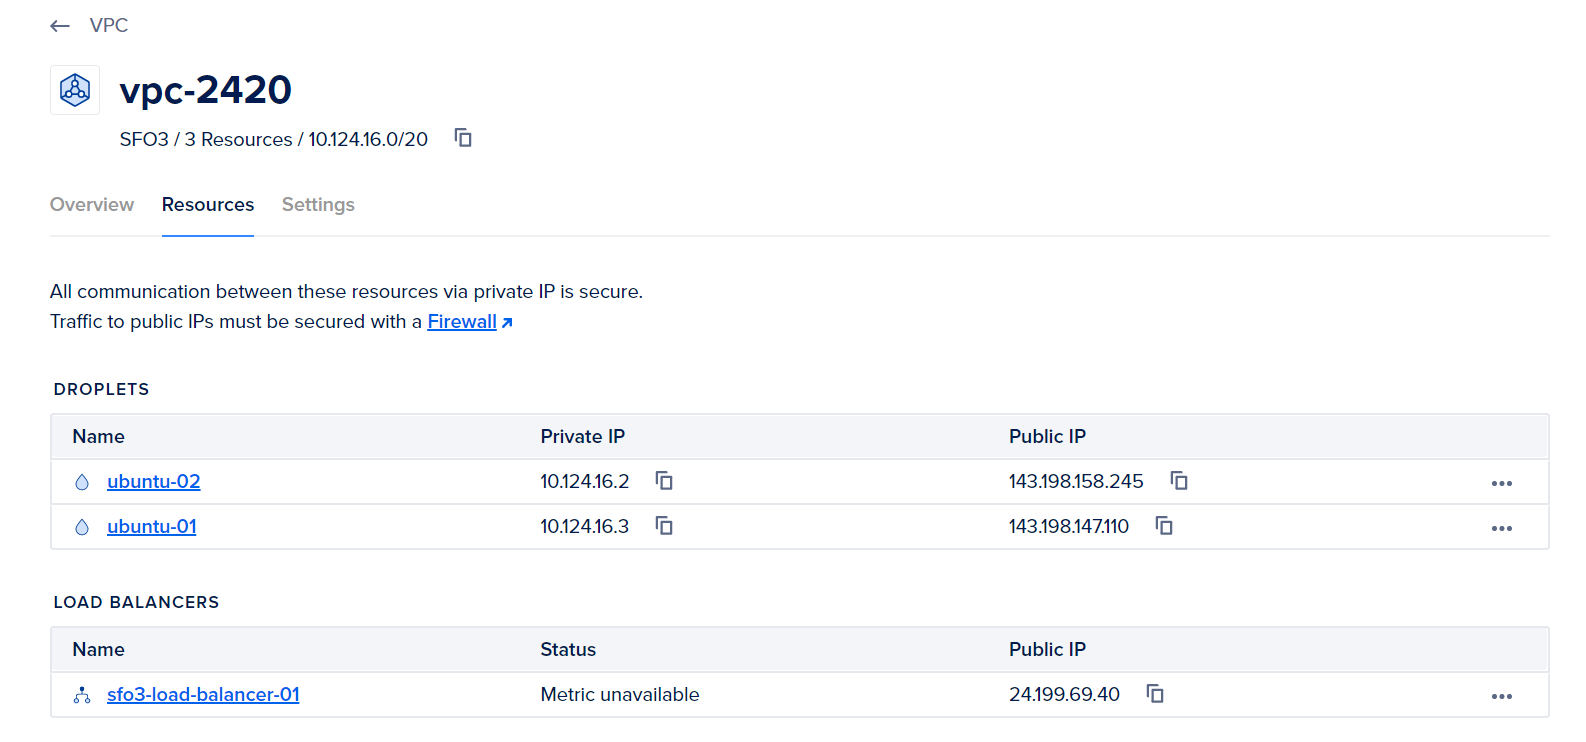 ← VPC
vpc-2420
SFO3 / 3 Resources / 10.124.16.0/20
Overview Resources Settings
All communication between these resources via private IP is secure.
Traffic to public IPs must be secured with a Firewall
DROPLETS
Name Private IP Public IP
ubuntu-02 10.124.16.2 143.198.158.245
ubuntu-01 10.124.16.3 143.198.147.110
LOAD BALANCERS
Name Status Public IP
sfo3-load-balancer-01 Metric unavailable 24.199.69.40